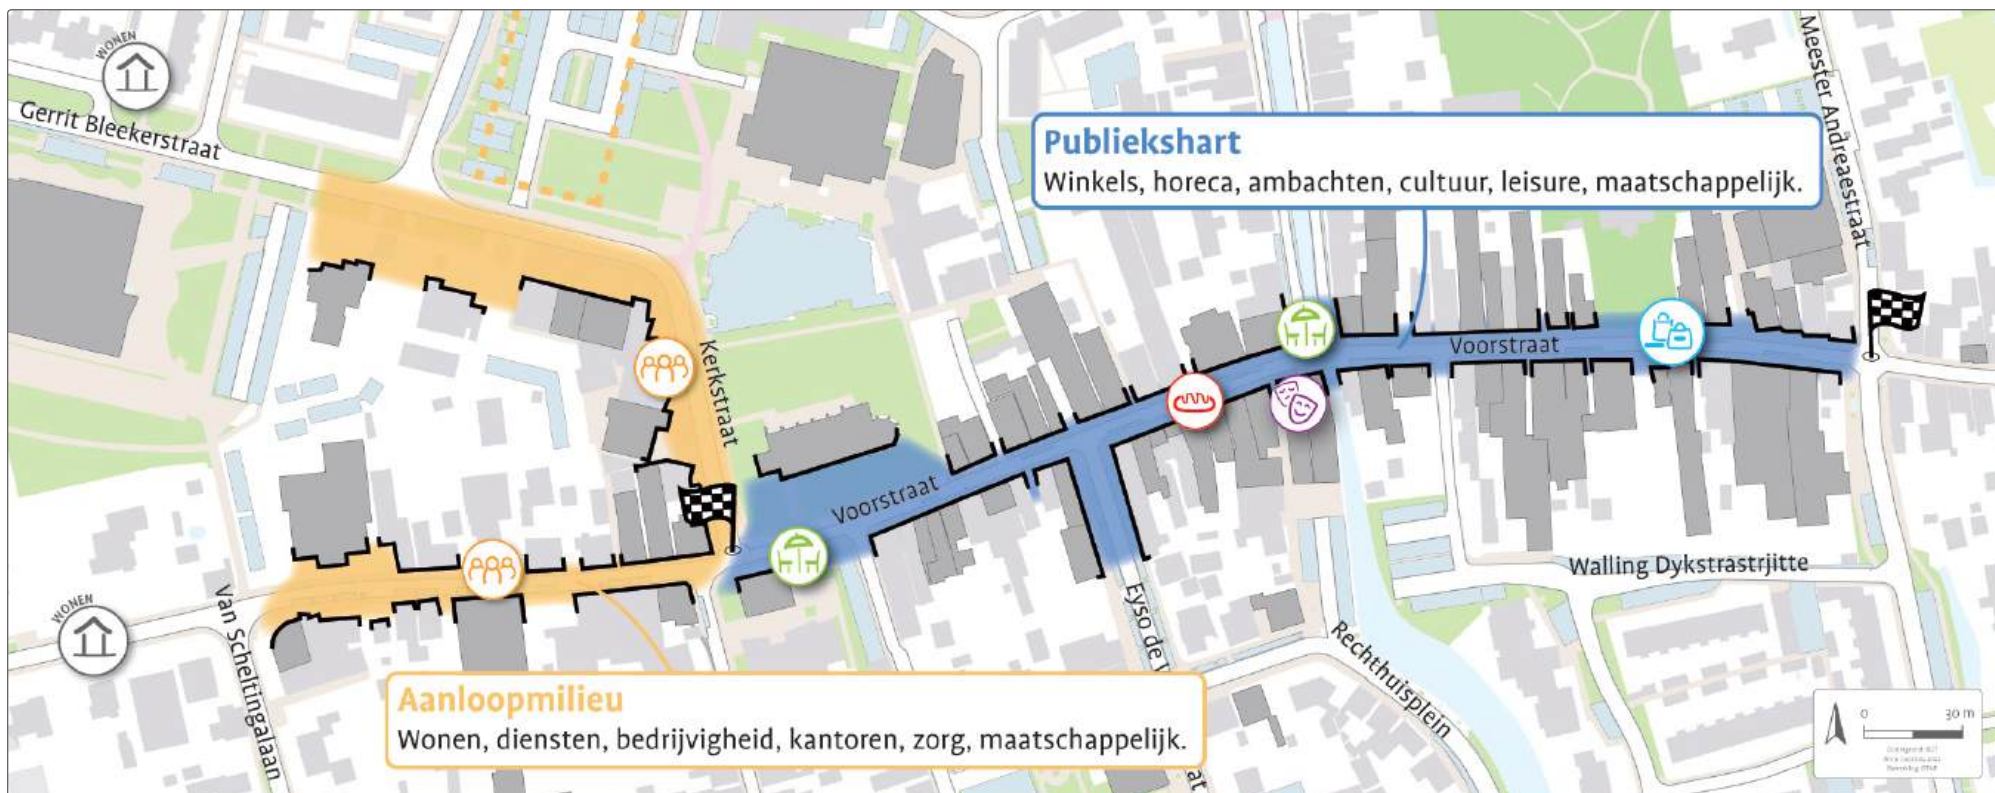 WONEN
Gerrit Bleekerstraat
Meester Andreaestraat
Publiekshart
Winkels, horeca, ambachten, cultuur, leisure, maatschappelijk.
Voorstraat
Kerkstraat
Voorstraat
Walling Dykstrastrjitte
Eyso de
Rechthuisplein
WONEN
Van Scheltingalaan
Aanloopmilieu
Wonen, diensten, bedrijvigheid, kantoren, zorg, maatschappelijk.
at
0 30 m